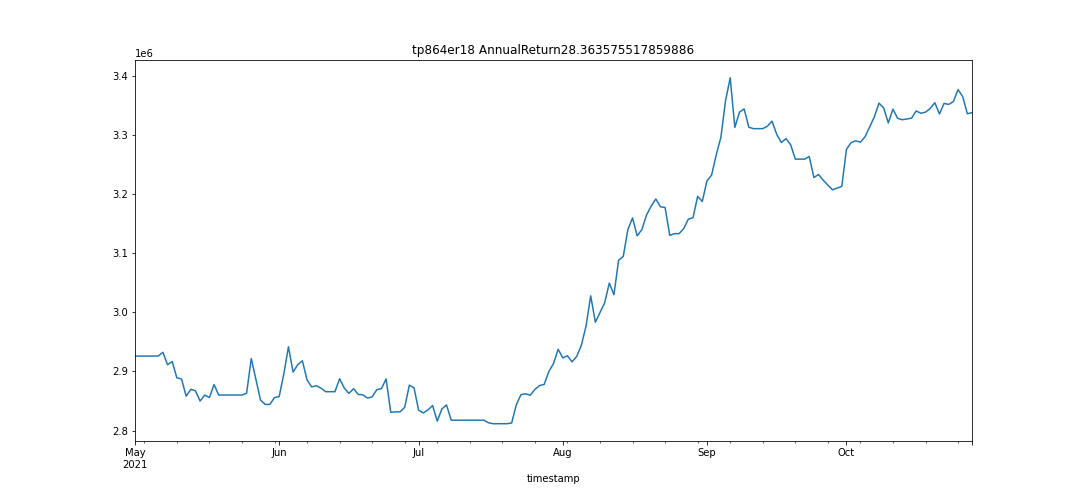 tp864er18 AnnualReturn28.363575517859886
1e6
3.4
3.3
3.2
3.1
3.0
2.9
2.8
May Jun Jul Aug Sep Oct
2021
timestamp